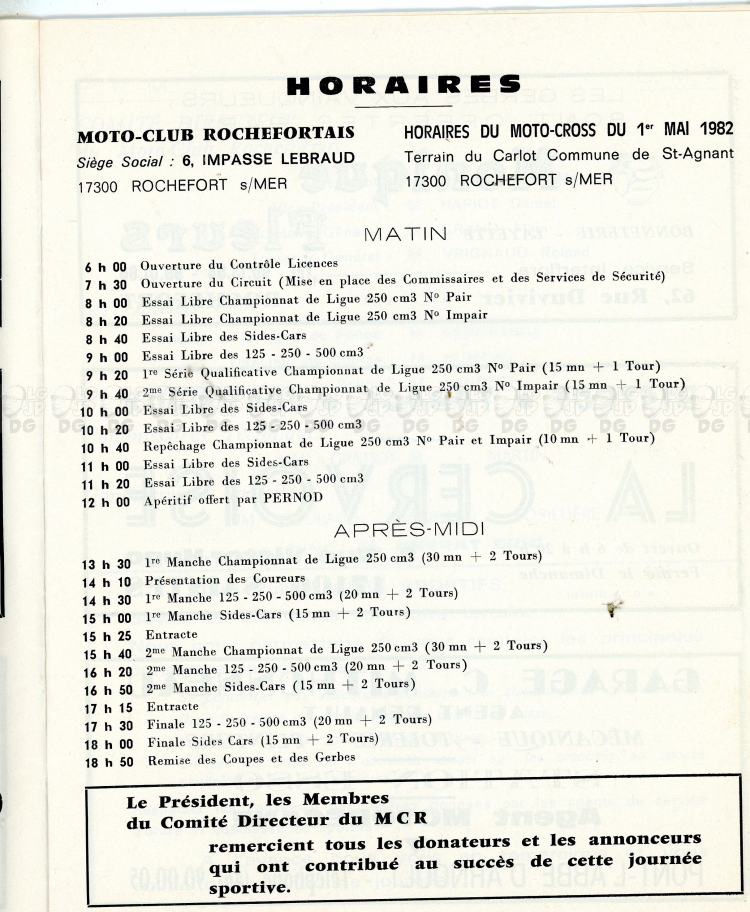 HORAIRES
MOTO-CLUB ROCHEFORTAIS
Siège Social : 6, IMPASSE LEBRAUD
17300 ROCHEFORT s/MER
HORAIRES DU MOTO-CROSS DU 1er MAI 1982
Terrain du Carlot Commune de St-Agnant
17300 ROCHEFORT s/MER
MATIN
6 h 00 Ouverture du Contrôle Licences
7 h 30 Ouverture du Circuit (Mise en place des Commissaires et des Services de Sécurité)
8 h 00 Essai Libre Championnat de Ligue 250 cm3 No Pair
8 h 20 Essai Libre Championnat de Ligue 250 cm3 No Impair
8 h 40 Essai Libre des Sides-Cars
9 h 00 Essai Libre des 125 - 250 - 500 cm3
9 h 20 1re Série Qualificative Championnat de Ligue 250 cm3 No Pair (15 mn + 1 Tour)
9 h 40 2me Série Qualificative Championnat de Ligue 250 cm3 No Impair (15 mn + 1 Tour)
10 h 00 Essai Libre des Sides-Cars
10 h 20 Essai Libre des 125 - 250 - 500 cm3
10 h 40 Repêchage Championnat de Ligue 250 cm3 No Pair et Impair (10 mn + 1 Tour)
11 h 00 Essai Libre des Sides-Cars
11 h 20 Essai Libre des 125 - 250 - 500 cm3
12 h 00 Apéritif offert par PERNOD
APRÈS-MIDI
13 h 30 1re Manche Championnat de Ligue 250 cm3 (30 mn + 2 Tours)
14 h 10 Présentation des Coureurs
14 h 30 1re Manche 125 - 250 - 500 cm3 (20 mn + 2 Tours)
15 h 00 1re Manche Sides-Cars (15 mn + 2 Tours)
15 h 25 Entracte
15 h 40 2me Manche Championnat de Ligue 250 cm3 (30 mn + 2 Tours)
16 h 20 2me Manche 125 - 250 - 500 cm3 (20 mn + 2 Tours)
16 h 50 2me Manche Sides-Cars (15 mn + 2 Tours)
17 h 15 Entracte
17 h 30 Finale 125 - 250 - 500 cm3 (20 mn + 2 Tours)
18 h 00 Finale Sides Cars (15 mn + 2 Tours)
18 h 50 Remise des Coupes et des Gerbes
Le Président, les Membres
du Comité Directeur du M C R
remercient tous les donateurs et les annonceurs
qui ont contribué au succès de cette journée
sportive.